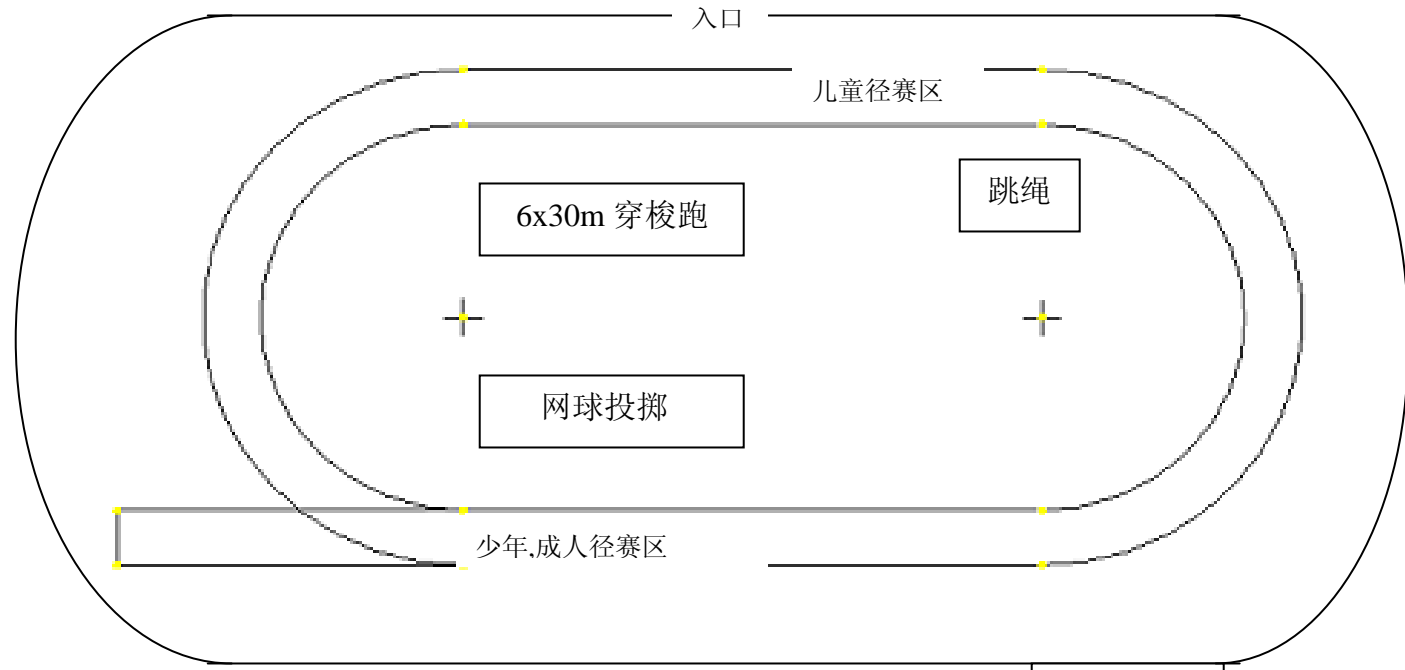 入口
儿童径赛区
跳绳
6x30m 穿梭跑
网球投掷
少年,成人径赛区